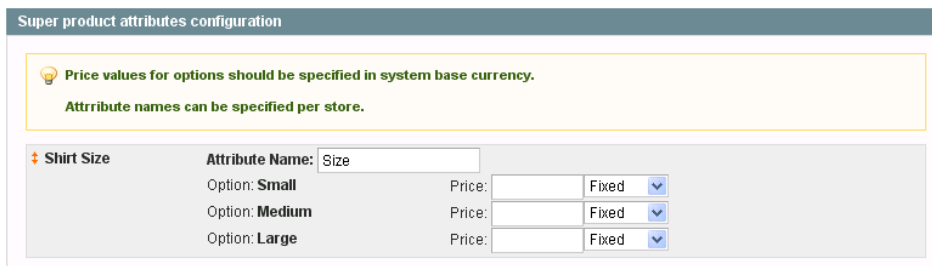 Super product attributes configuration
Price values for options should be specified in system base currency.
Attrribute names can be specified per store.
Shirt Size Attribute Name: Size
Option: Small Price: Fixed
Option: Medium Price: Fixed
Option: Large Price: Fixed